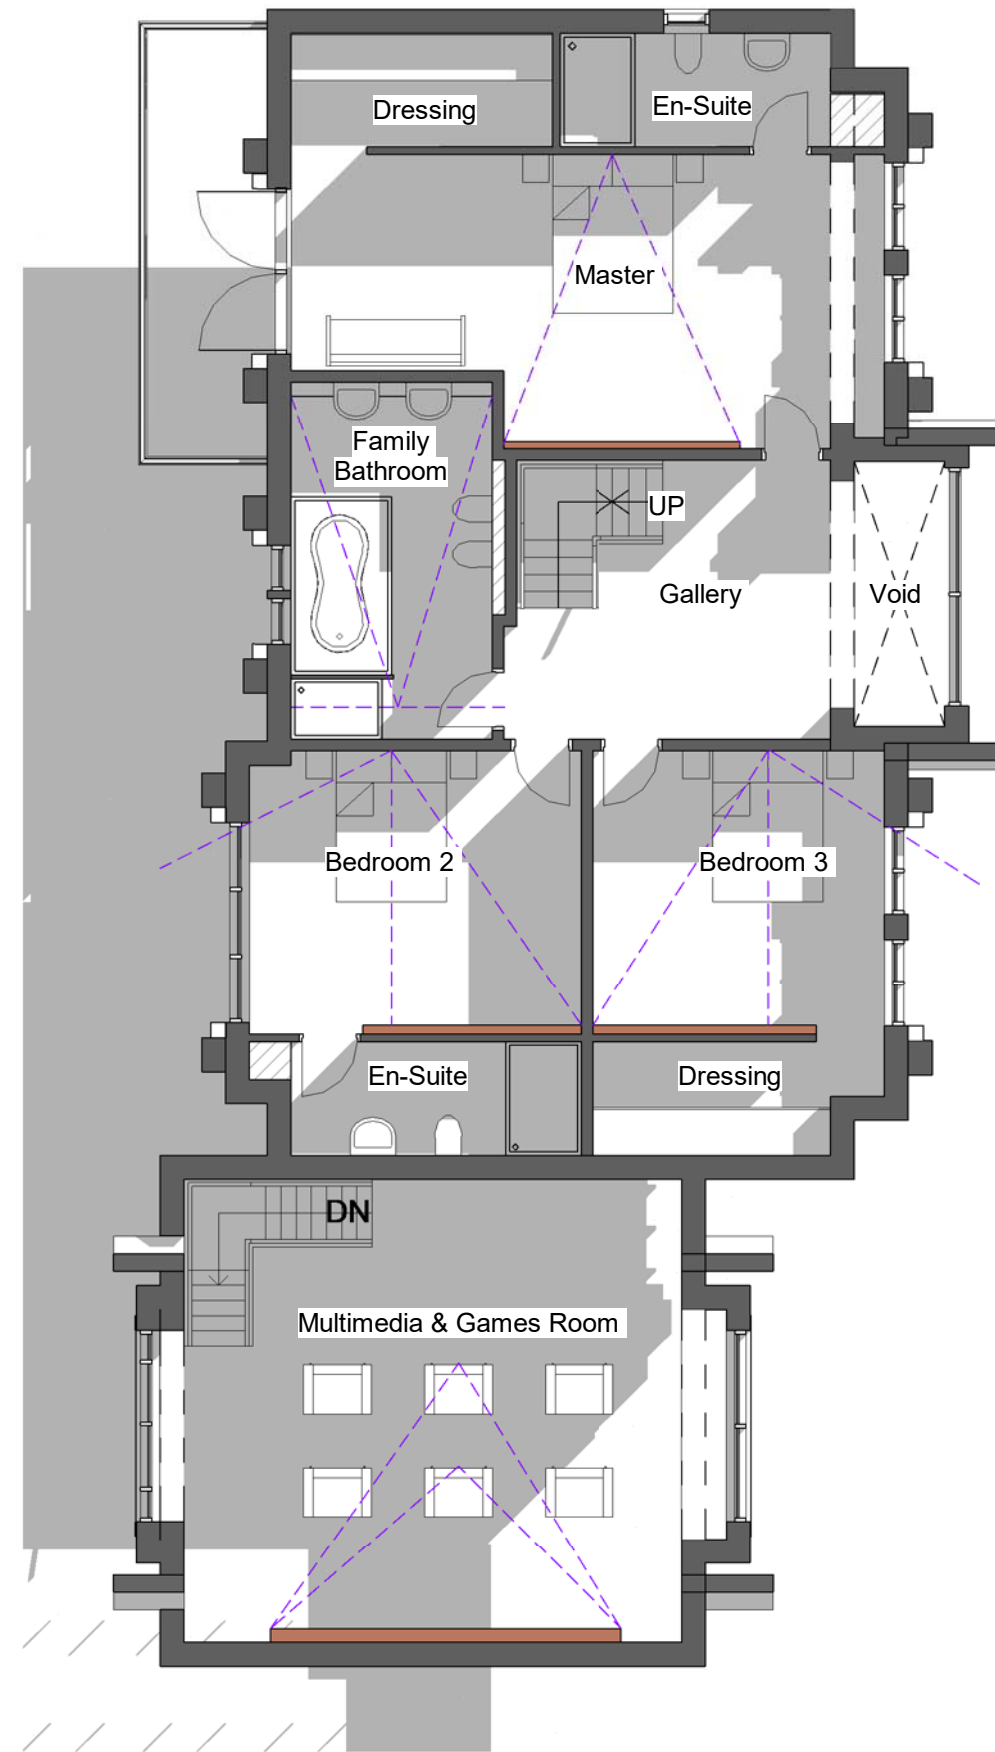 Dressing
En-Suite
Master
Family
Bathroom
UP
Gallery
Void
Bedroom 2
Bedroom 3
En-Suite
Dressing
DN
Multimedia & Games Room